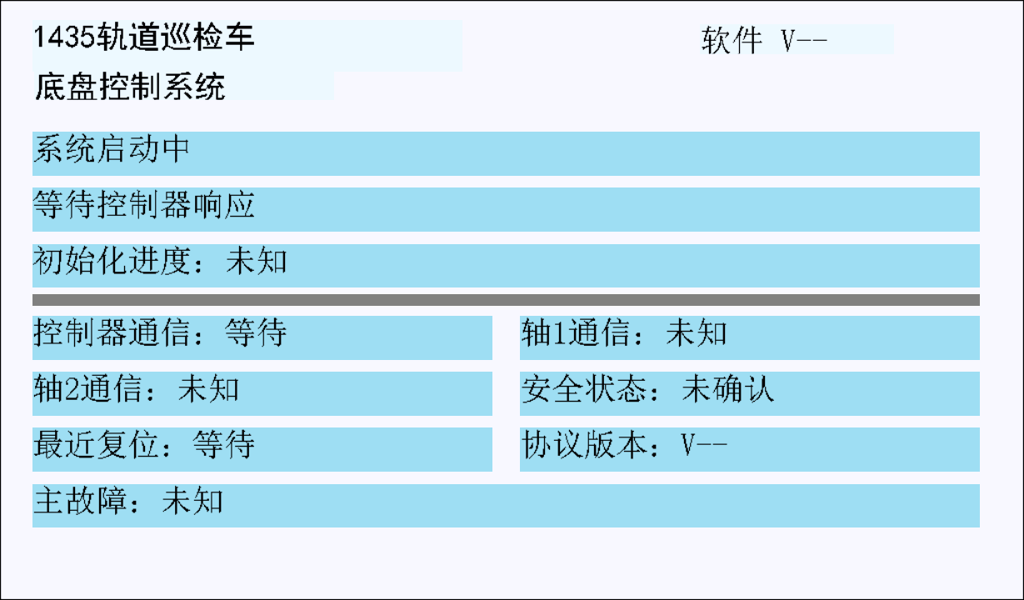 1435轨道巡检车
软件 V--
底盘控制系统
系统启动中
等待控制器响应
初始化进度：未知
控制器通信：等待
轴1通信：未知
轴2通信：未知
安全状态：未确认
最近复位：等待
协议版本：V--
主故障：未知